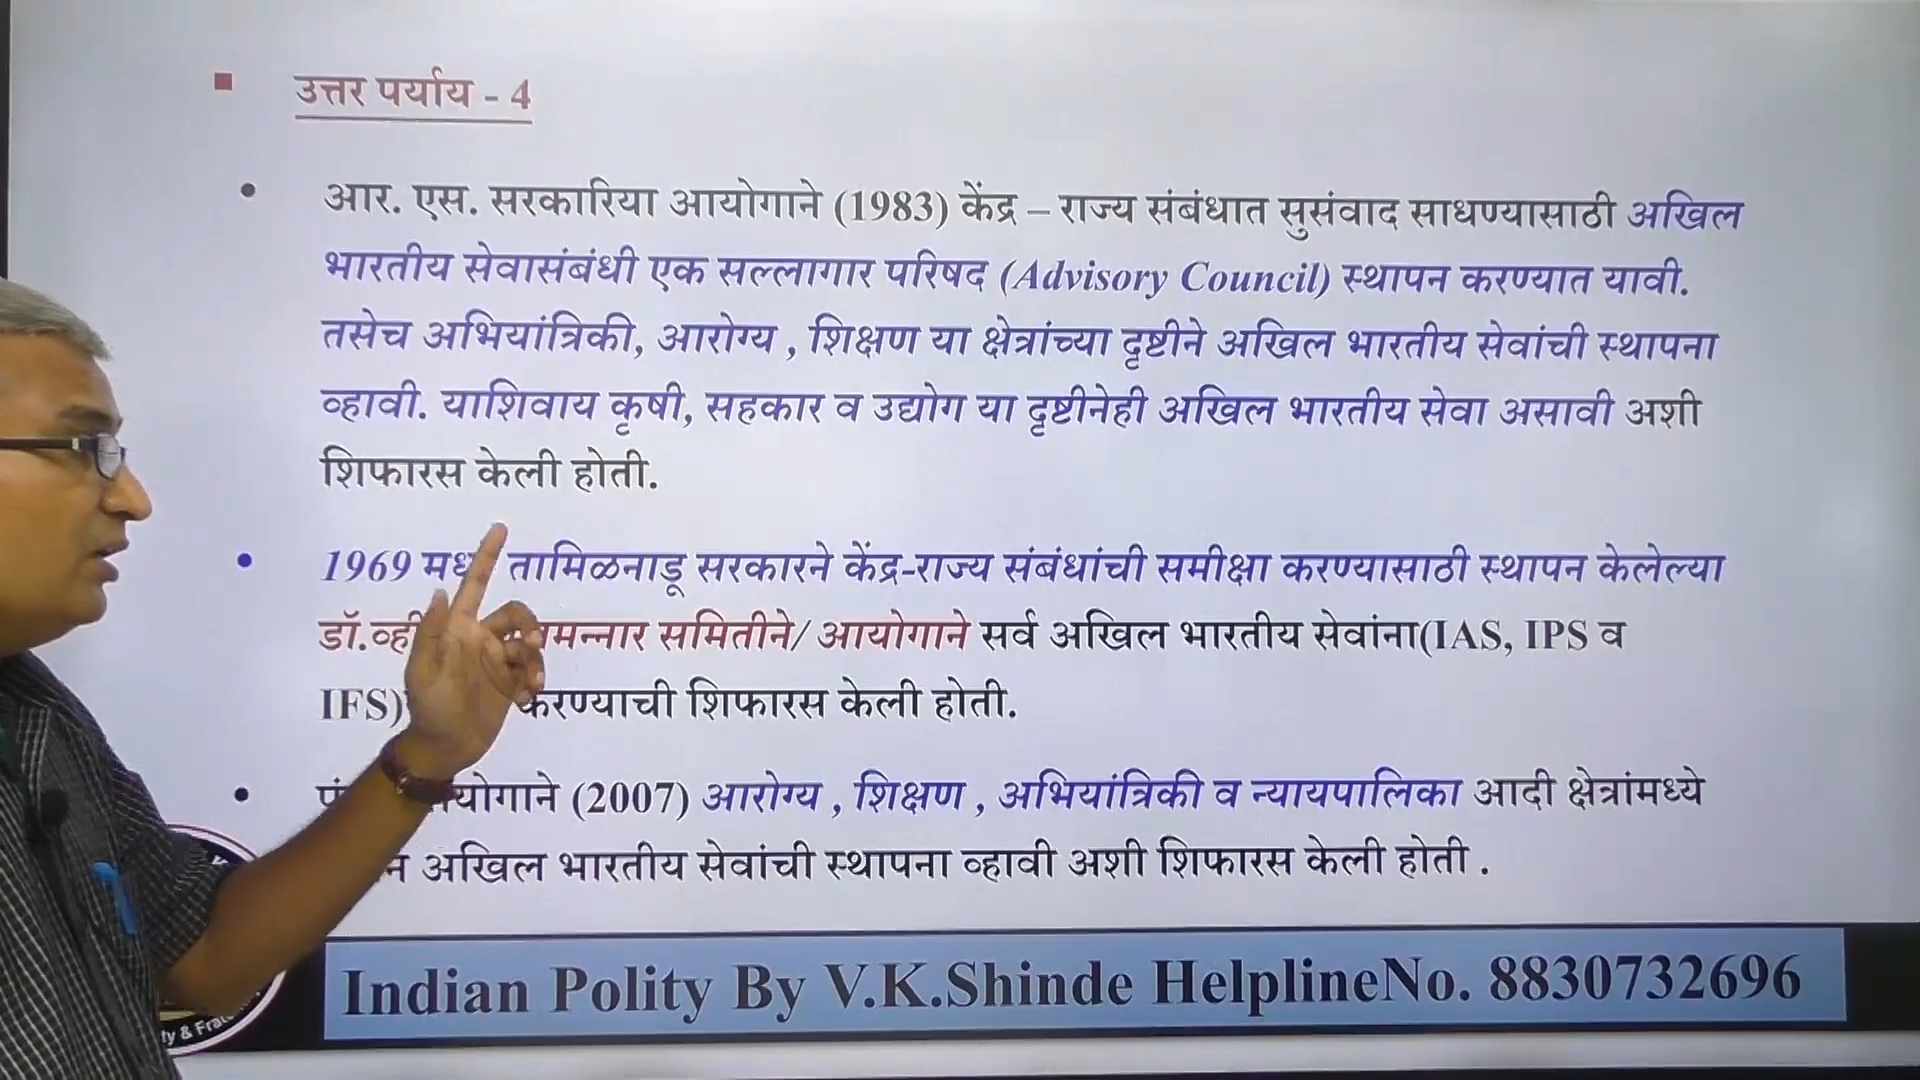 उत्तर पर्याय - 4
आर. एस. सरकारिया आयोगाने (1983) केंद्र – राज्य संबंधात सुसंवाद साधण्यासाठी अखिल
भारतीय सेवासंबंधी एक सल्लागार परिषद (Advisory Council) स्थापन करण्यात यावी.
तसेच अभियांत्रिकी, आरोग्य , शिक्षण या क्षेत्रांच्या दृष्टीने अखिल भारतीय सेवांची स्थापना
व्हावी. याशिवाय कृषी, सहकार व उद्योग या दृष्टीनेही अखिल भारतीय सेवा असावी अशी
शिफारस केली होती.
1969 तामिळनाडू सरकारने केंद्र-राज्य संबंधांची समीक्षा करण्यासाठी स्थापन केलेल्या
समितीने/ आयोगाने सर्व अखिल भारतीय सेवांना(IAS, IPS व
IFS) करण्याची शिफारस केली होती.
(2007) आरोग्य , शिक्षण , अभियांत्रिकी व न्यायपालिका आदी क्षेत्रांमध्ये
अखिल भारतीय सेवांची स्थापना व्हावी अशी शिफारस केली होती .
Indian Polity By V.K.Shinde HelplineNo. 8830732696